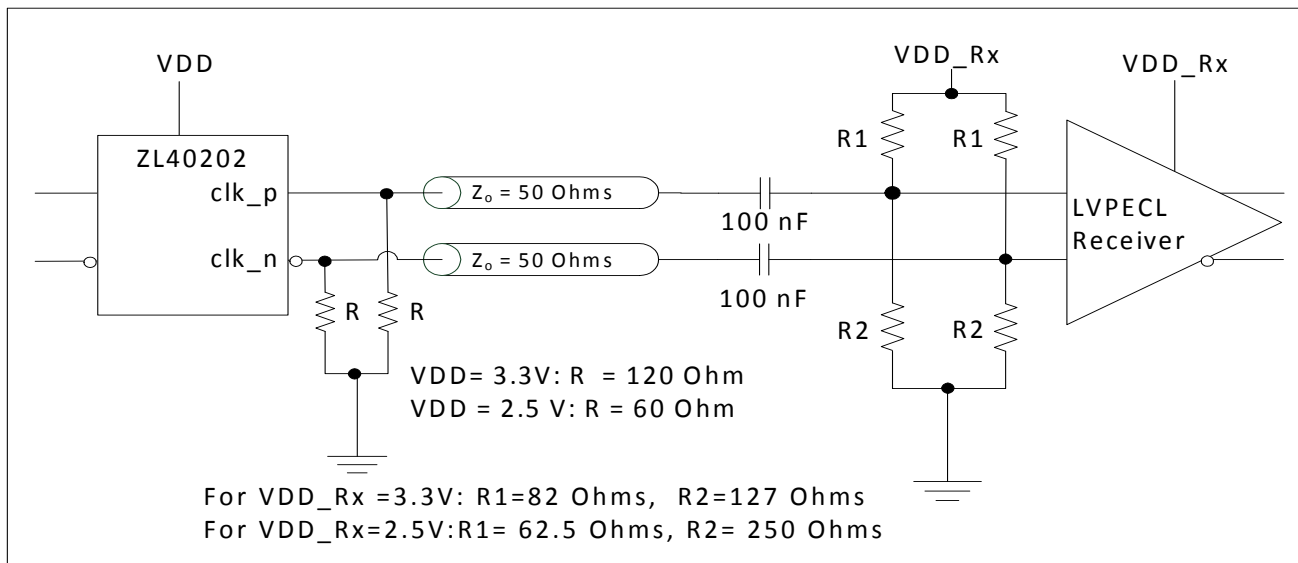 VDD
VDD_Rx
VDD_Rx
ZL40202
R1
R1
clk_p
Zo = 50 Ohms
100 nF
LVPECL
Receiver
clk_n
Zo = 50 Ohms
100 nF
R
R
R2
R2
VDD= 3.3V: R = 120 Ohm
VDD = 2.5 V: R = 60 Ohm
For VDD_Rx =3.3V: R1=82 Ohms, R2=127 Ohms
For VDD_Rx=2.5V:R1= 62.5 Ohms, R2= 250 Ohms